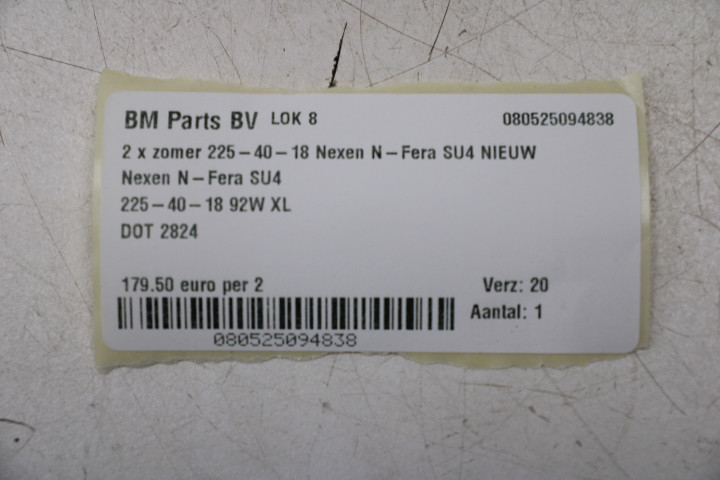 BM Parts BV LOK 8 080525094838
2 x zomer 225-40-18 Nexen N-Fera SU4 NIEUW
Nexen N-Fera SU4
225-40-18 92W XL
DOT 2824
179.50 euro per 2 Verz: 20
Aantal: 1
080525094838